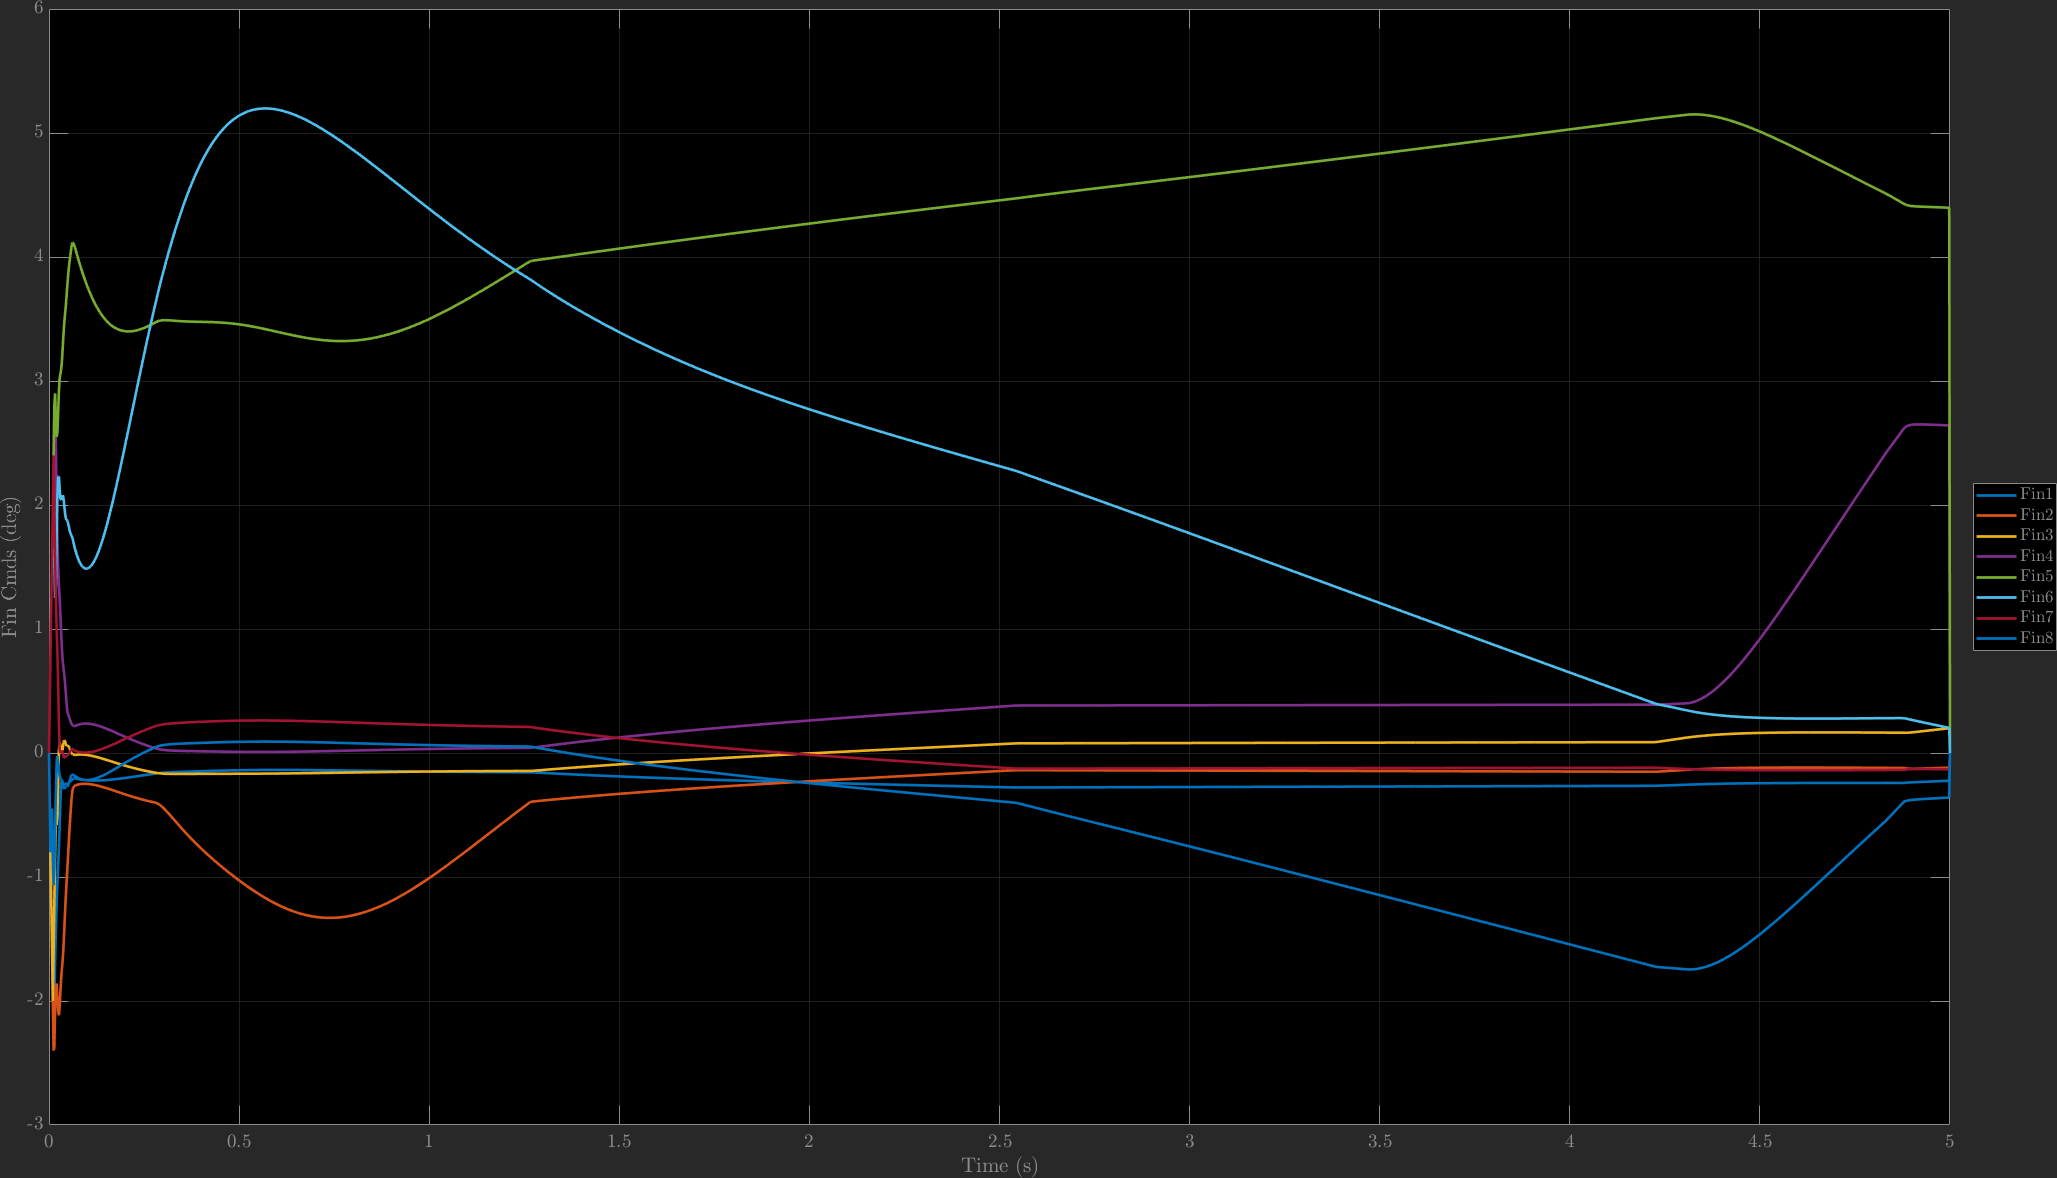 6
5
4
3
2
1
0
-1
-2
-3
Fin Cmds (deg)
0 0.5 1 1.5 2 2.5 3 3.5 4 4.5 5
Time (s)
Fin1
Fin2
Fin3
Fin4
Fin5
Fin6
Fin7
Fin8